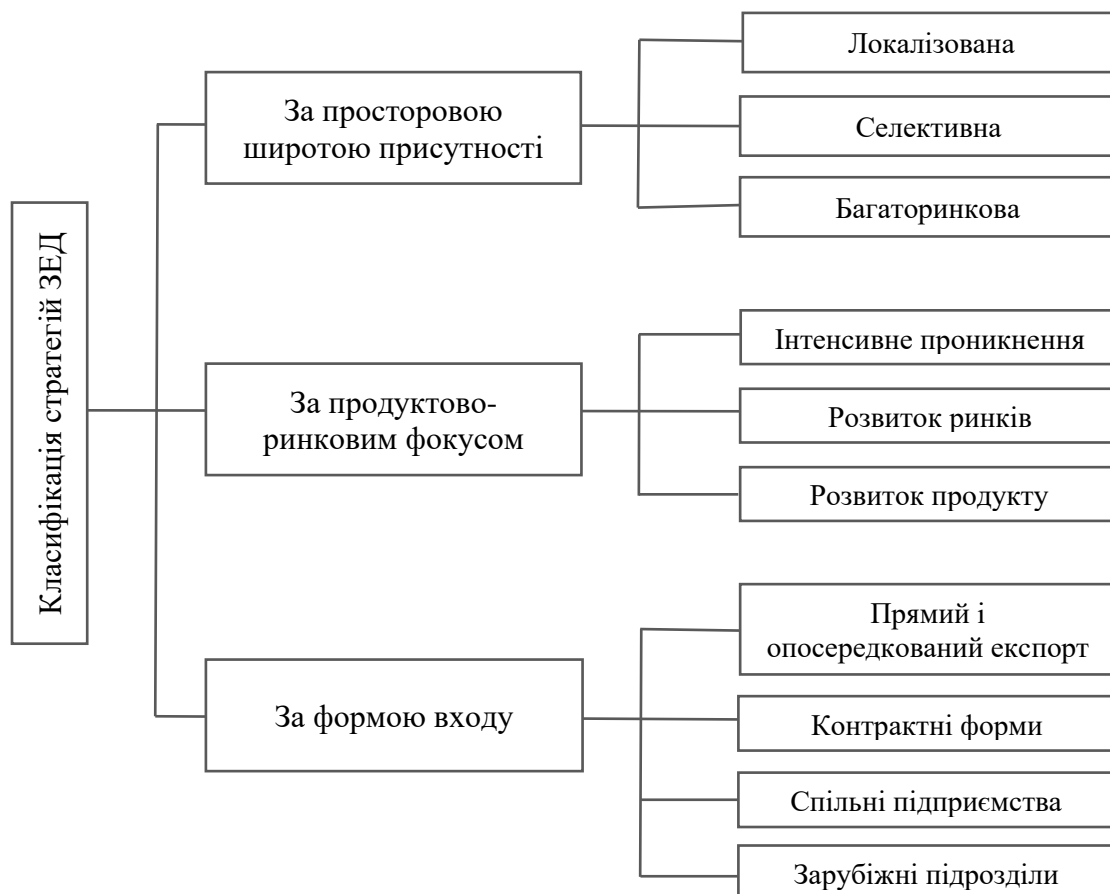 Класифікація стратегій ЗЕД
За просторовою
широтою присутності
Локалізована
Селективна
Багаторинкова
За продуктово-
ринковим фокусом
Інтенсивне проникнення
Розвиток ринків
Розвиток продукту
За формою входу
Прямий і
опосередкований експорт
Контрактні форми
Спільні підприємства
Зарубіжні підрозділи